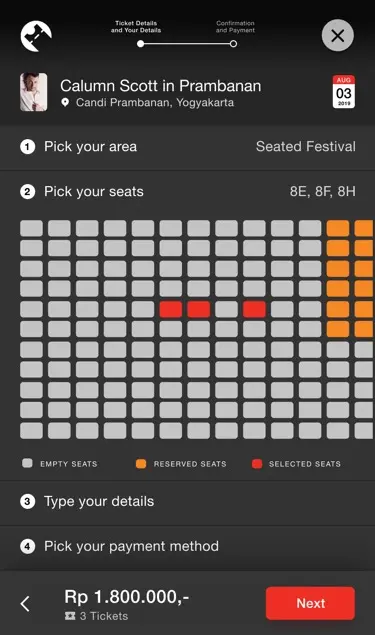 Ticket Details
and Your Details
Confirmation
and Payment
Calumn Scott in Prambanan
Candi Prambanan, Yogyakarta
AUG
03
2019
1 Pick your area
Seated Festival
2 Pick your seats
8E, 8F, 8H
EMPTY SEATS
RESERVED SEATS
SELECTED SEATS
3 Type your details
4 Pick your payment method
Rp 1.800.000,-
3 Tickets
Next